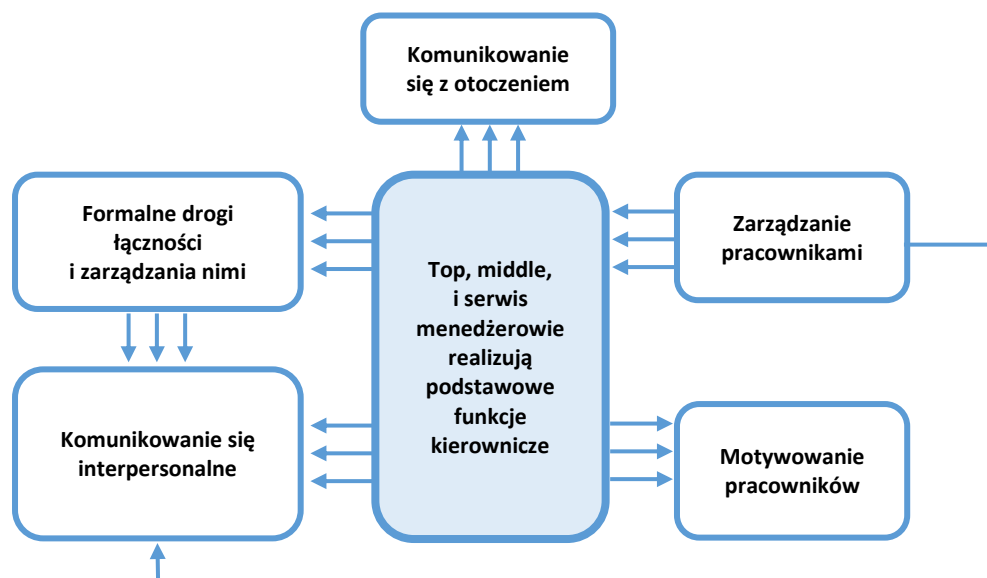 Komunikowanie
się z otoczeniem
Formalne drogi
łączności
i zarządzania nimi
Top, middle,
i serwis
menedżerowie
realizują
podstawowe
funkcje
kierownicze
Zarządzanie
pracownikami
Komunikowanie się
interpersonalne
Motywowanie
pracowników